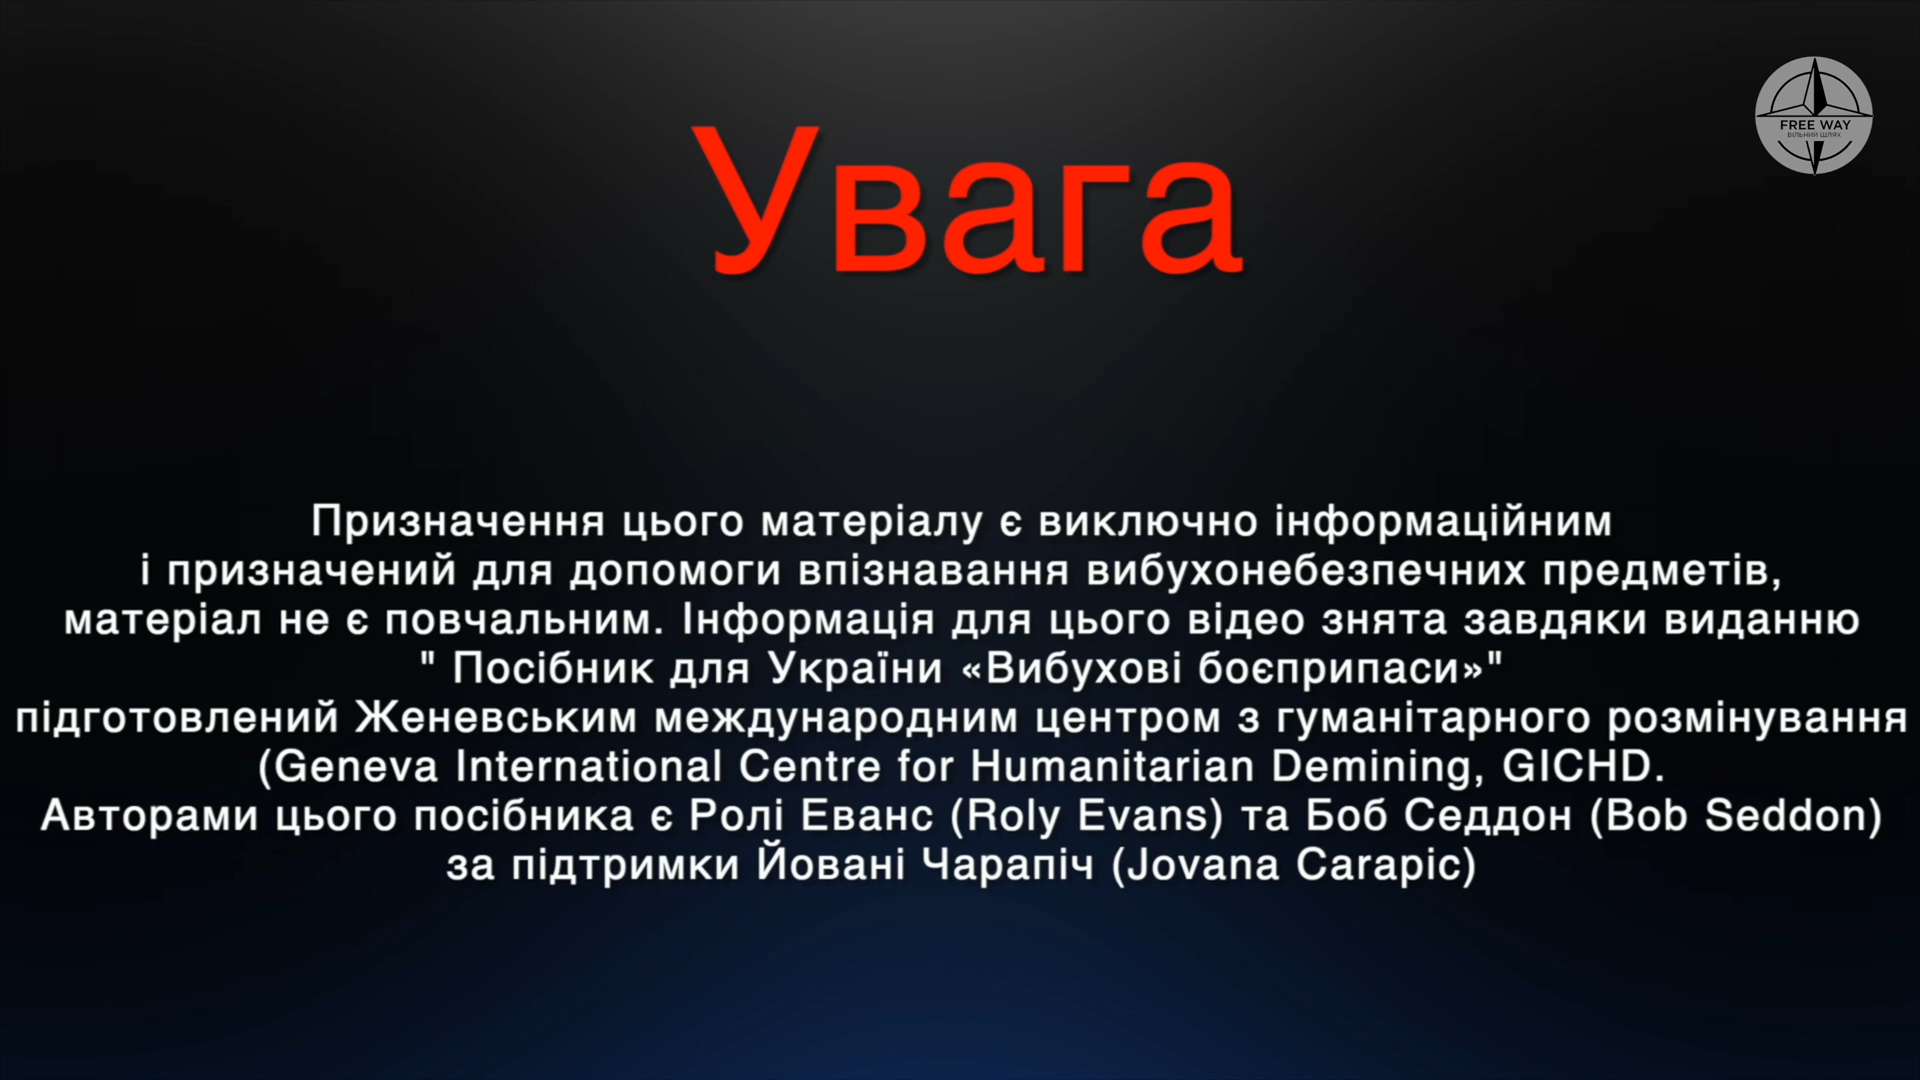 FREE WAY
ВІЛЬНИЙ ШЛЯХ
Увага
Призначення цього матеріалу є виключно інформаційним
і призначений для допомоги впізнавання вибухонебезпечних предметів,
матеріал не є повчальним. Інформація для цього відео знята завдяки виданню
" Посібник для України «Вибухові боєприпаси»"
підготовлений Женевським международним центром з гуманітарного розмінування
(Geneva International Centre for Humanitarian Demining, GICHD.
Авторами цього посібника є Ролі Еванс (Roly Evans) та Боб Седдон (Bob Seddon)
за підтримки Йовані Чарапіч (Jovana Carapic)